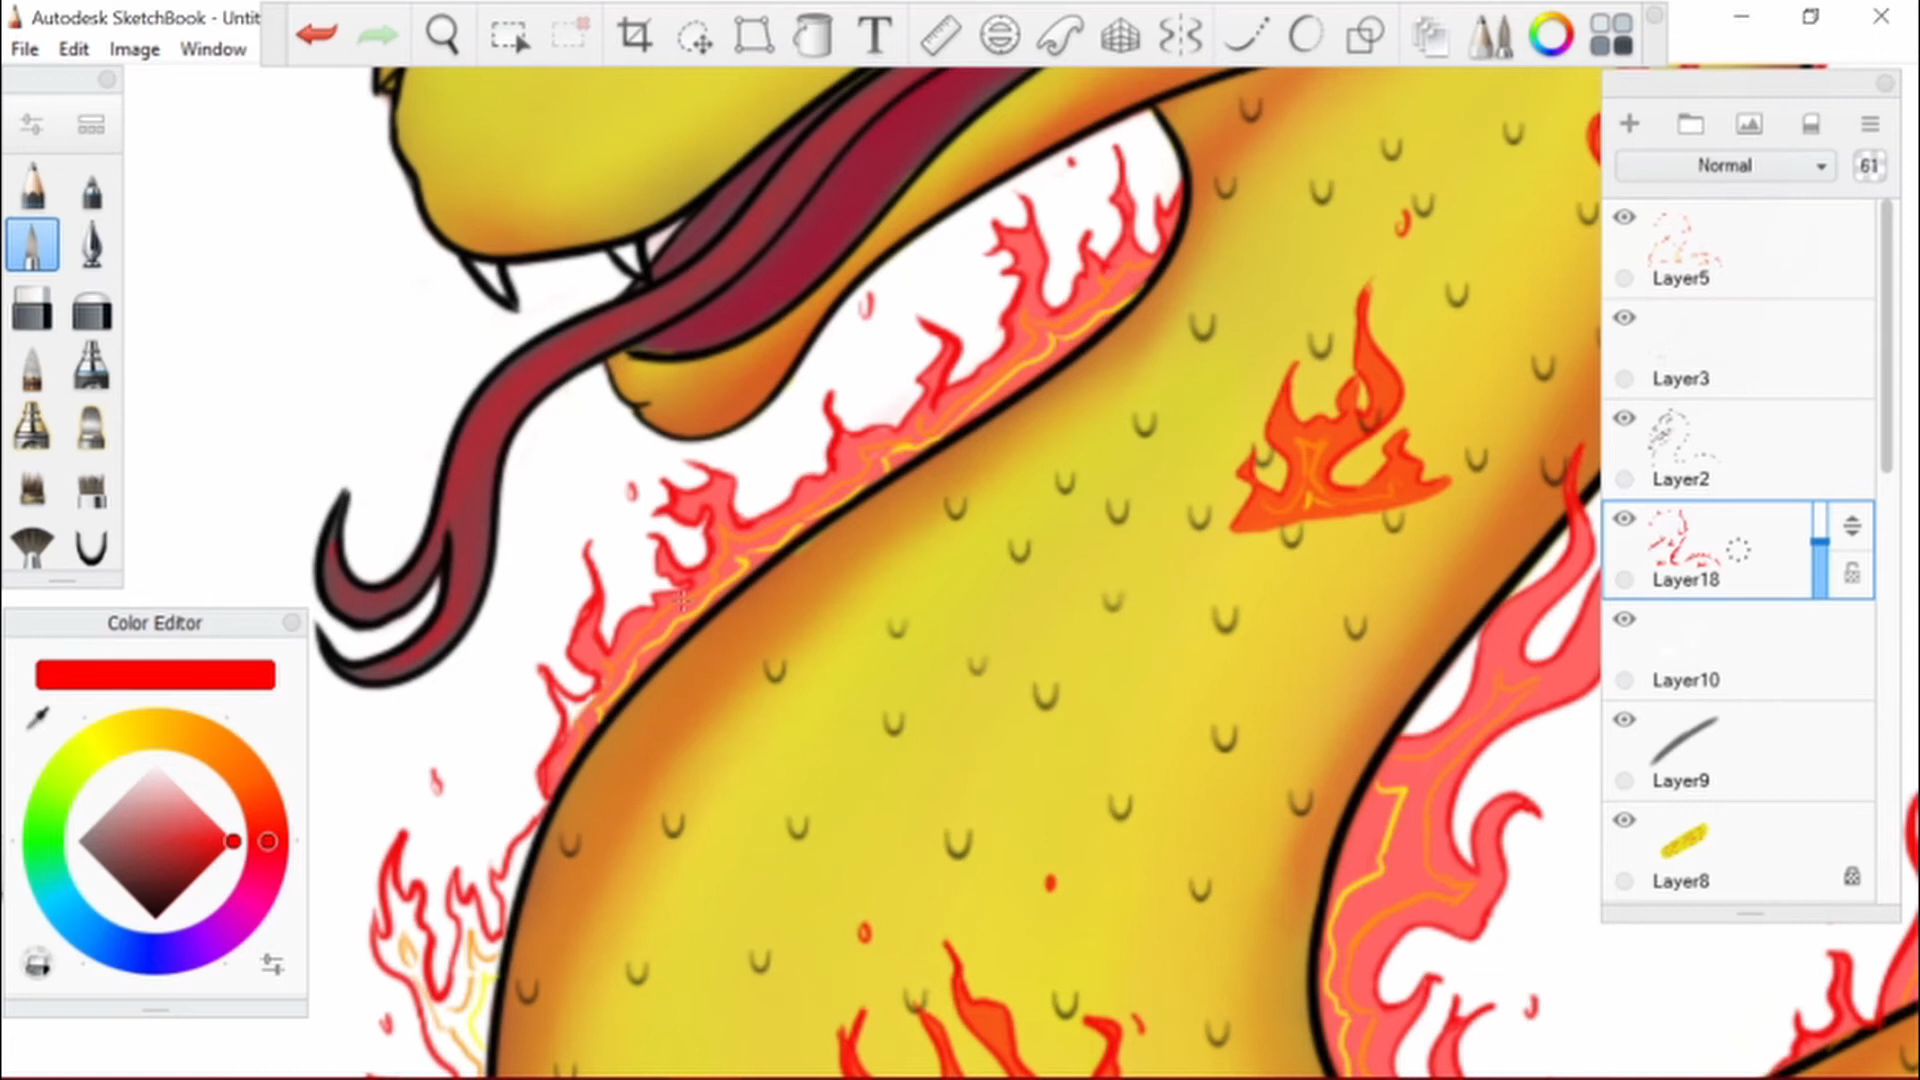 Autodesk SketchBook - Untit
File Edit Image Window
T
Normal
61
Layer5
Layer3
Layer2
Layer18
Layer10
Layer9
Layer8
Color Editor